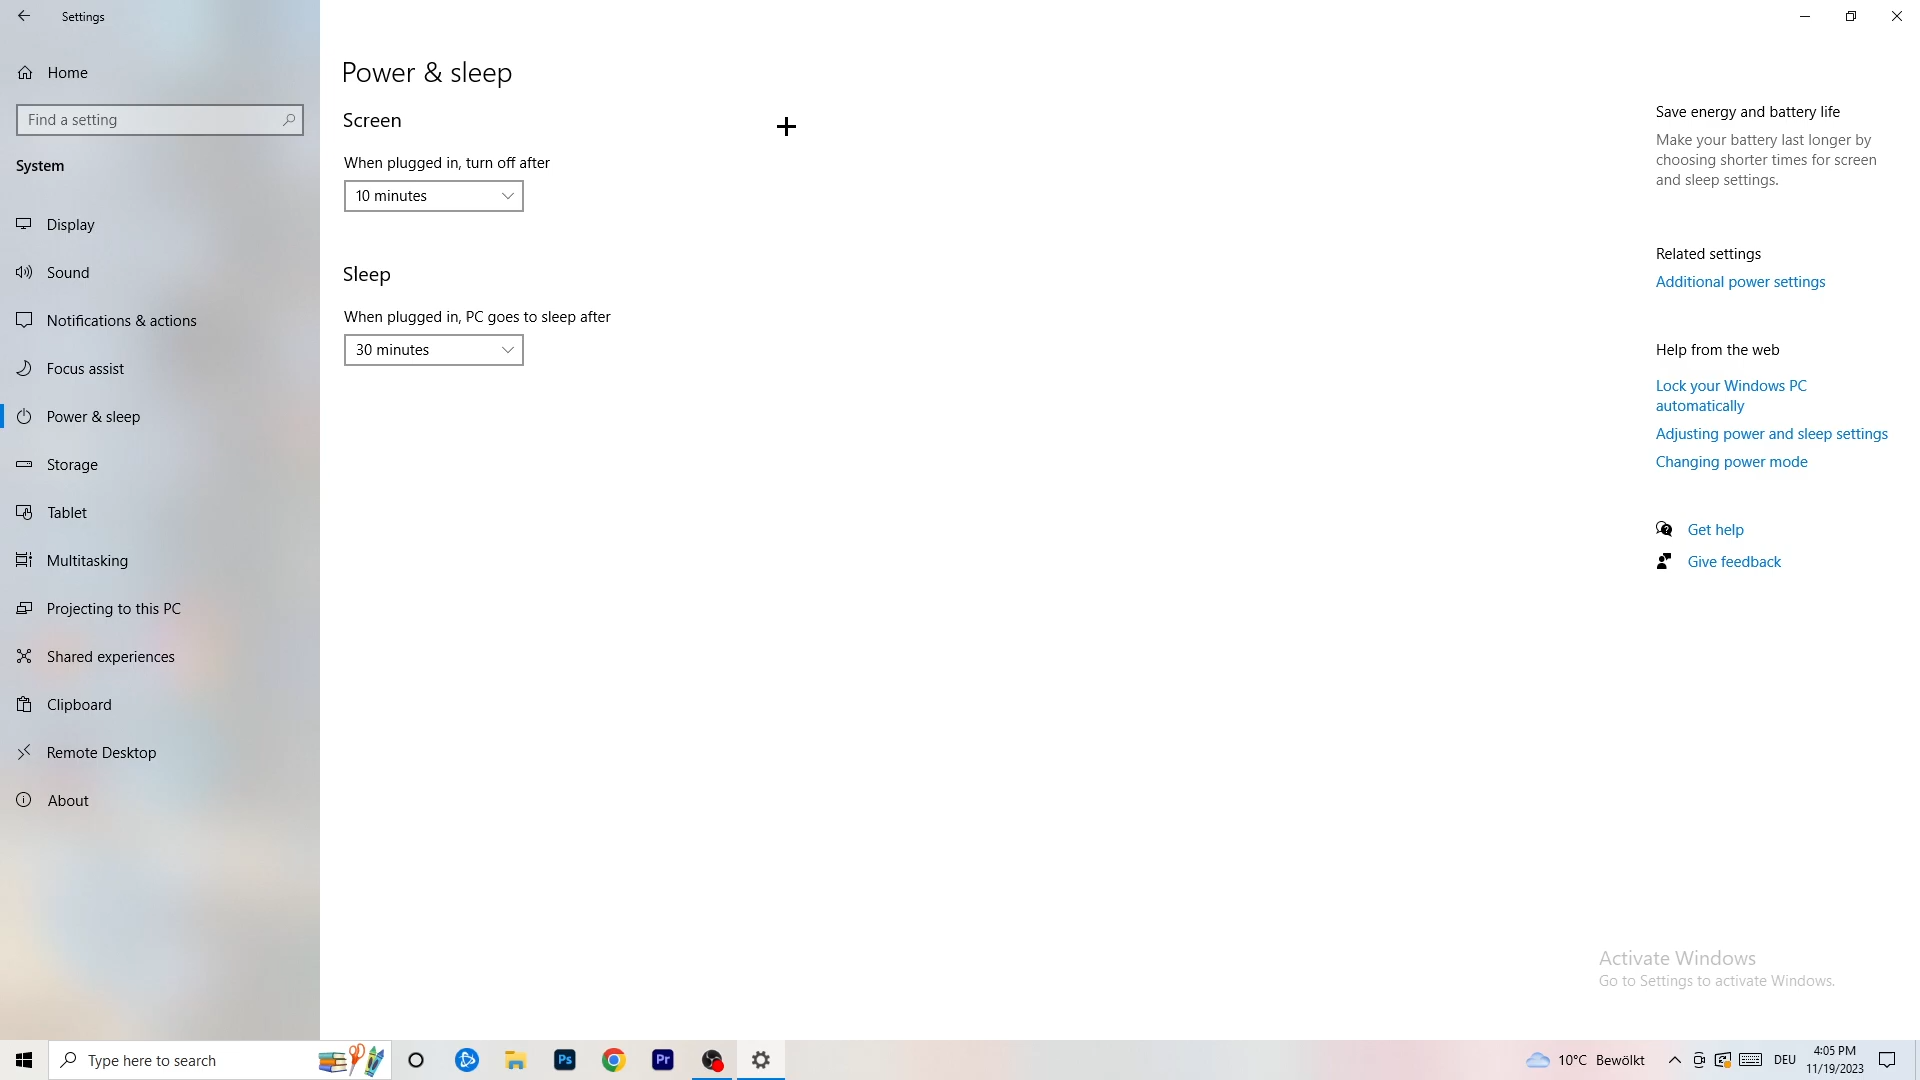 Settings
Home
Find a setting
System
Display
Sound
Notifications & actions
Focus assist
Power & sleep
Storage
Tablet
Multitasking
Projecting to this PC
Shared experiences
Clipboard
Remote Desktop
About
Power & sleep
Screen
When plugged in, turn off after
10 minutes
Sleep
When plugged in, PC goes to sleep after
30 minutes
Save energy and battery life
Make your battery last longer by
choosing shorter times for screen
and sleep settings.
Related settings
Additional power settings
Help from the web
Lock your Windows PC
automatically
Adjusting power and sleep settings
Changing power mode
Get help
Give feedback
Activate Windows
Go to Settings to activate Windows.
Type here to search
Ps
Pr
10°C Bewölkt
DEU
4:05 PM
11/19/2023